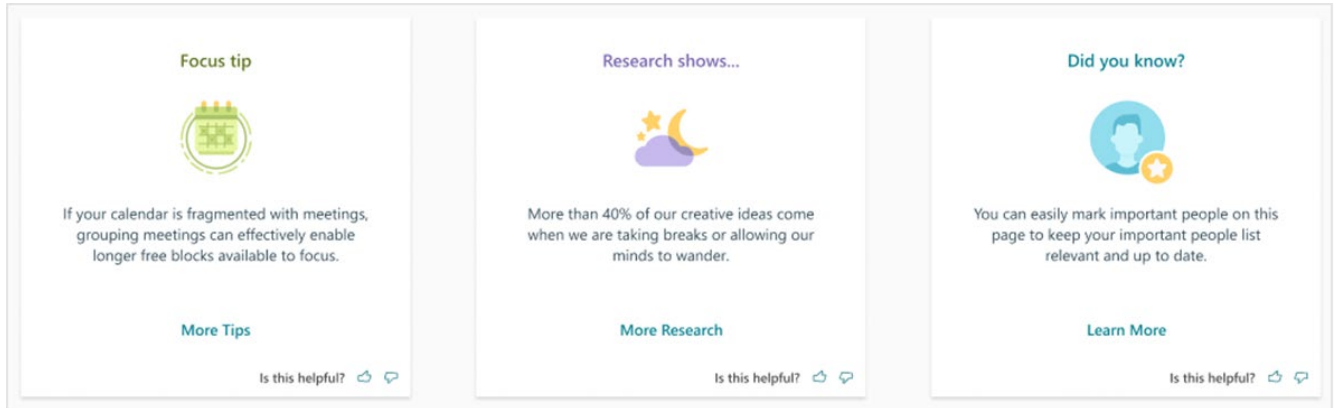 Focus tip
If your calendar is fragmented with meetings,
grouping meetings can effectively enable
longer free blocks available to focus.
More Tips
Is this helpful?
Research shows...
More than 40% of our creative ideas come
when we are taking breaks or allowing our
minds to wander.
More Research
Is this helpful?
Did you know?
You can easily mark important people on this
page to keep your important people list
relevant and up to date.
Learn More
Is this helpful?